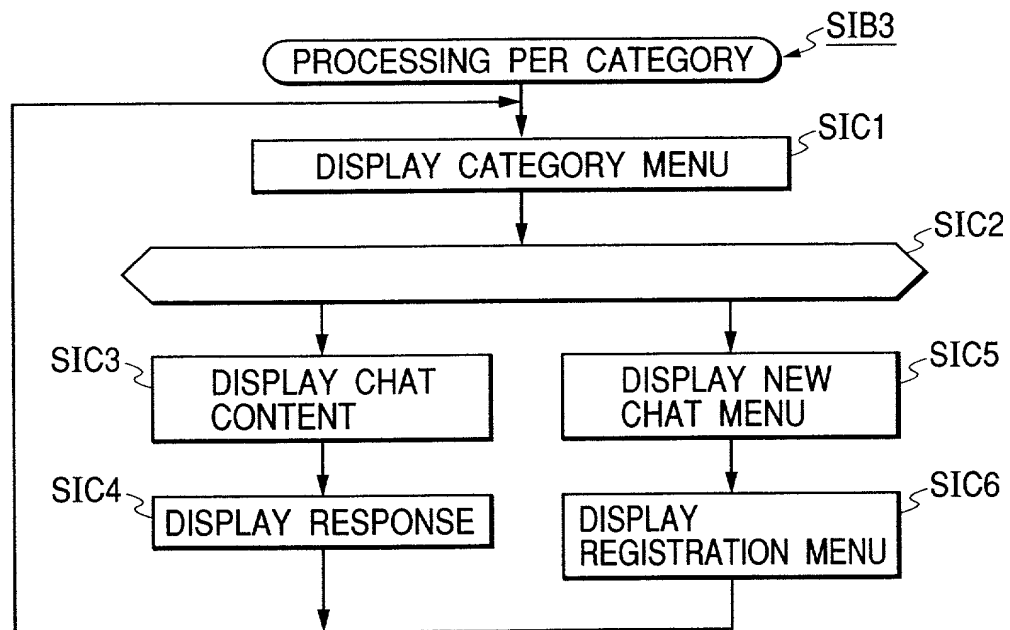 SIB3
PROCESSING PER CATEGORY
SIC1
DISPLAY CATEGORY MENU
SIC2
SIC3
DISPLAY CHAT
CONTENT
SIC5
DISPLAY NEW
CHAT MENU
SIC4
DISPLAY RESPONSE
SIC6
DISPLAY
REGISTRATION MENU